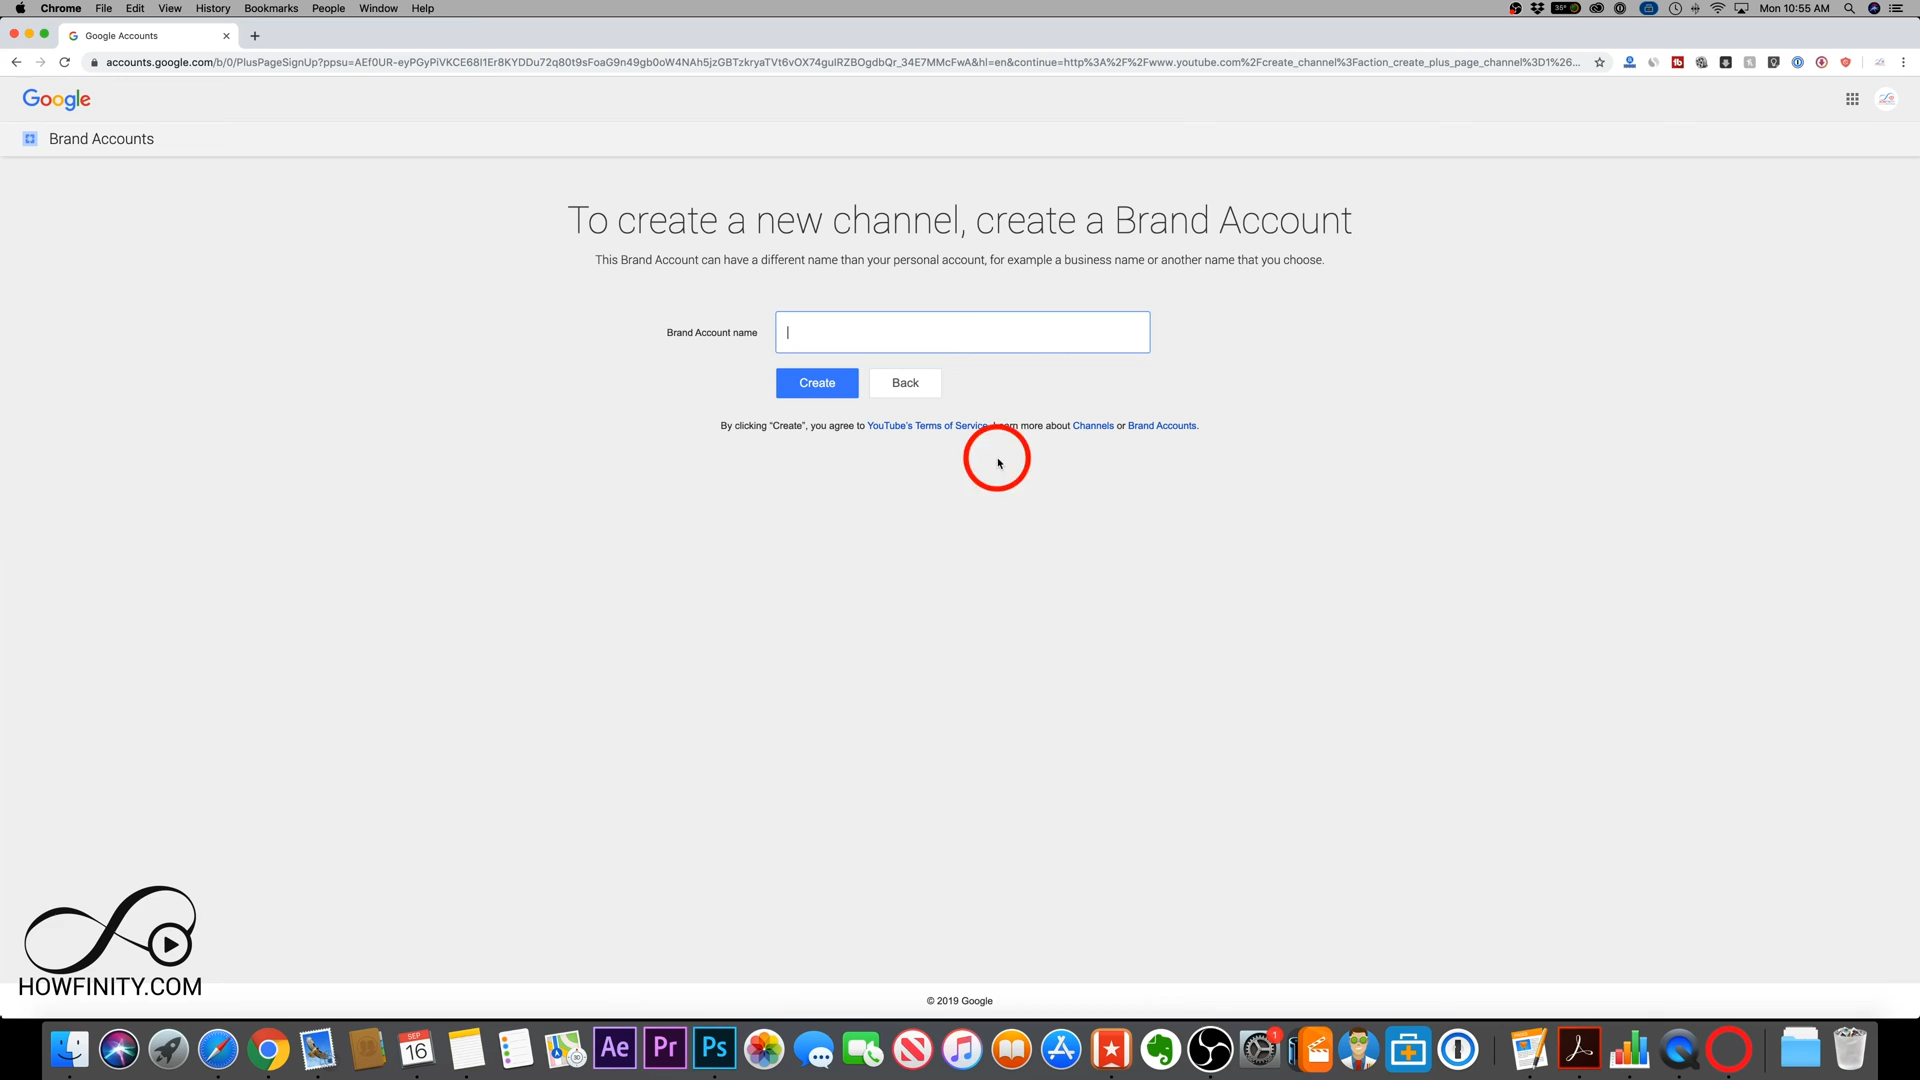 Chrome File Edit View History Bookmarks People Window Help
35° Mon 10:55 AM
Google Accounts
accounts.google.com/b/0/PlusPageSignUp?ppsu=AEf0UR-eyPGyPiVKCE68I1Er8KYDDu72q80t9sFoaG9n49gb0oW4NAh5jzGBTzkryaTVt6vOX74gulRZBOgdbQr_34E7MMcFwA&hl=en&continue=http%3A%2F%2Fwww.youtube.com%2Fcreate_channel%3Faction_create_plus_page_channel%3D1%26...
Google
Brand Accounts
To create a new channel, create a Brand Account
This Brand Account can have a different name than your personal account, for example a business name or another name that you choose.
Brand Account name
Create Back
By clicking “Create”, you agree to YouTube's Terms of Service. more about Channels or Brand Accounts.
HOWFINITY.COM
© 2019 Google
SEP
16
Ae Pr Ps
1